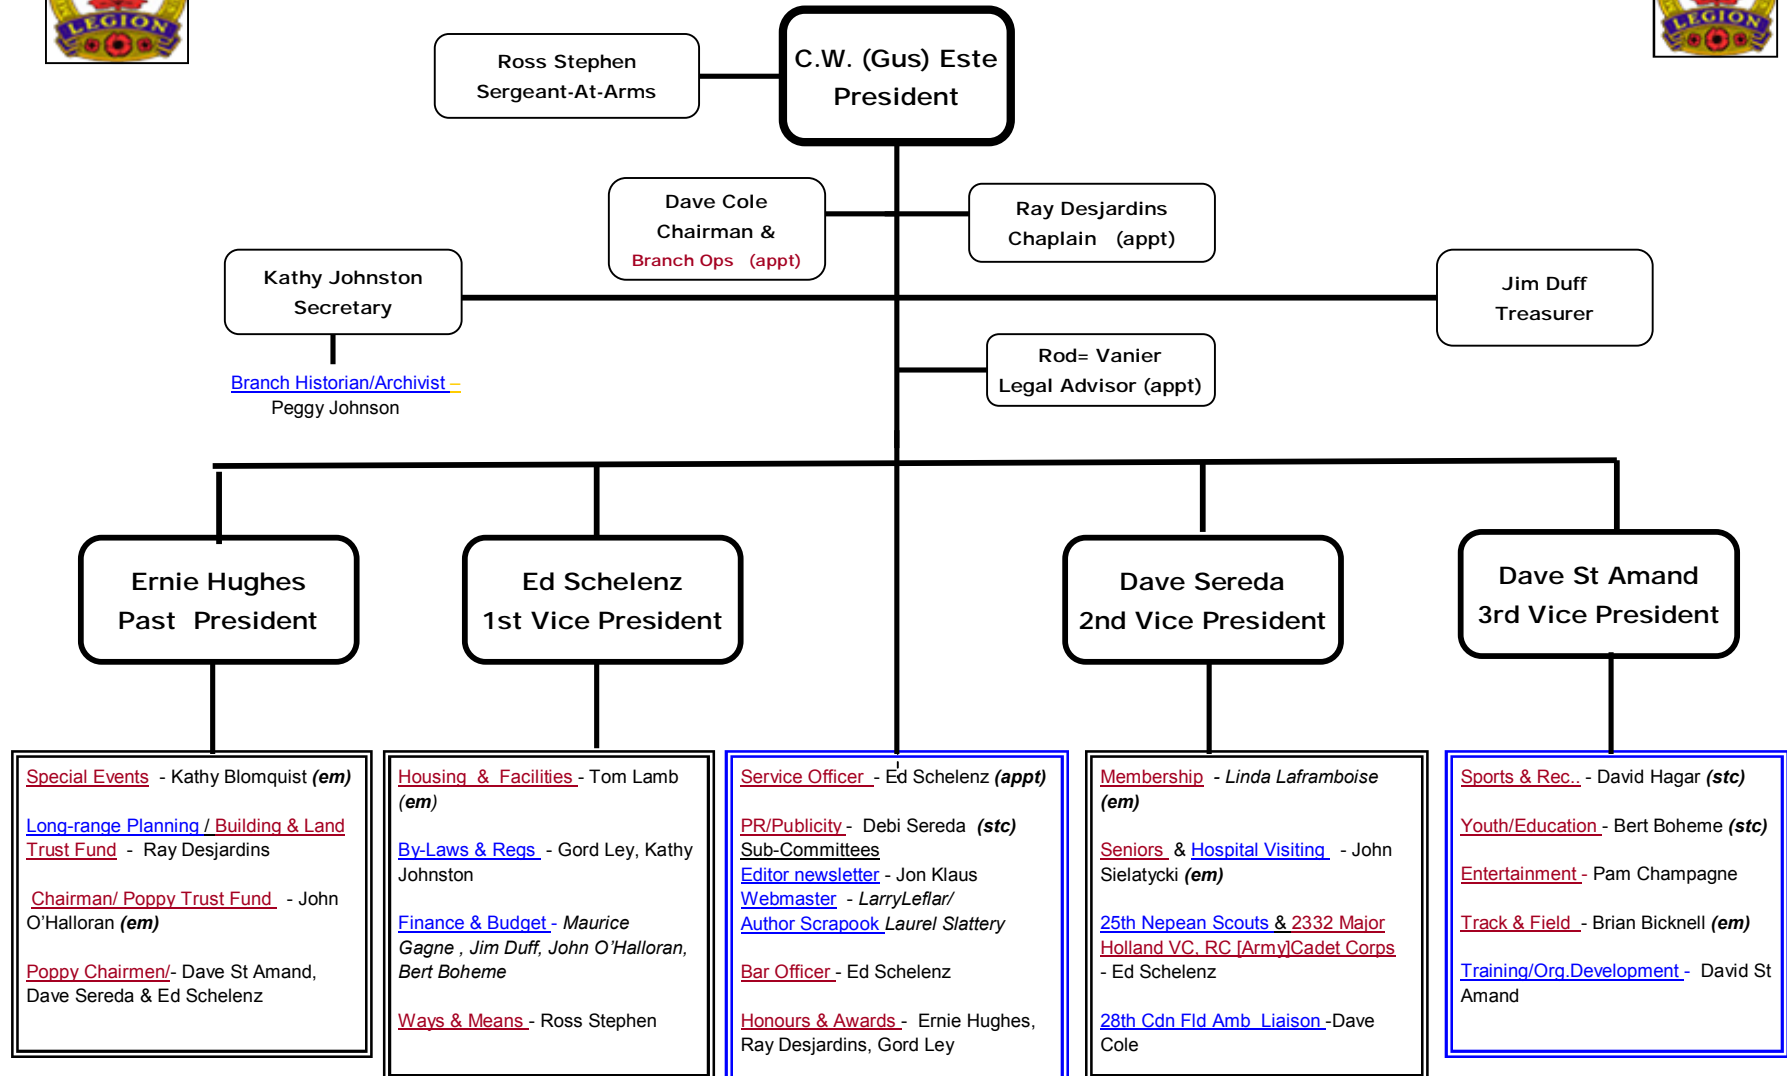 LEGION
LEGION
C.W. (Gus) Este
President
Ross Stephen
Sergeant-At-Arms
Dave Cole
Chairman &
Branch Ops (appt)
Ray Desjardins
Chaplain (appt)
Kathy Johnston
Secretary
Jim Duff
Treasurer
Rod= Vanier
Legal Advisor (appt)
Branch Historian/Archivist –
Peggy Johnson
Ernie Hughes
Past President
Ed Schelenz
1st Vice President
Dave Sereda
2nd Vice President
Dave St Amand
3rd Vice President
Special Events - Kathy Blomquist (em)
Long-range Planning / Building & Land
Trust Fund - Ray Desjardins
Chairman/ Poppy Trust Fund - John
O'Halloran (em)
Poppy Chairmen/- Dave St Amand,
Dave Sereda & Ed Schelenz
Housing & Facilities - Tom Lamb
(em)
By-Laws & Regs - Gord Ley, Kathy
Johnston
Finance & Budget - Maurice
Gagne , Jim Duff, John O'Halloran,
Bert Boheme
Ways & Means - Ross Stephen
Service Officer - Ed Schelenz (appt)
PR/Publicity - Debi Sereda (stc)
Sub-Committees
Editor newsletter - Jon Klaus
Webmaster - LarryLeflar/
Author Scrapook Laurel Slattery
Bar Officer - Ed Schelenz
Honours & Awards - Ernie Hughes,
Ray Desjardins, Gord Ley
Membership - Linda Laframboise
(em)
Seniors & Hospital Visiting - John
Sielatycki (em)
25th Nepean Scouts & 2332 Major
Holland VC, RC [Army]Cadet Corps
- Ed Schelenz
28th Cdn Fld Amb Liaison -Dave
Cole
Sports & Rec.. - David Hagar (stc)
Youth/Education - Bert Boheme (stc)
Entertainment - Pam Champagne
Track & Field - Brian Bicknell (em)
Training/Org.Development - David St
Amand